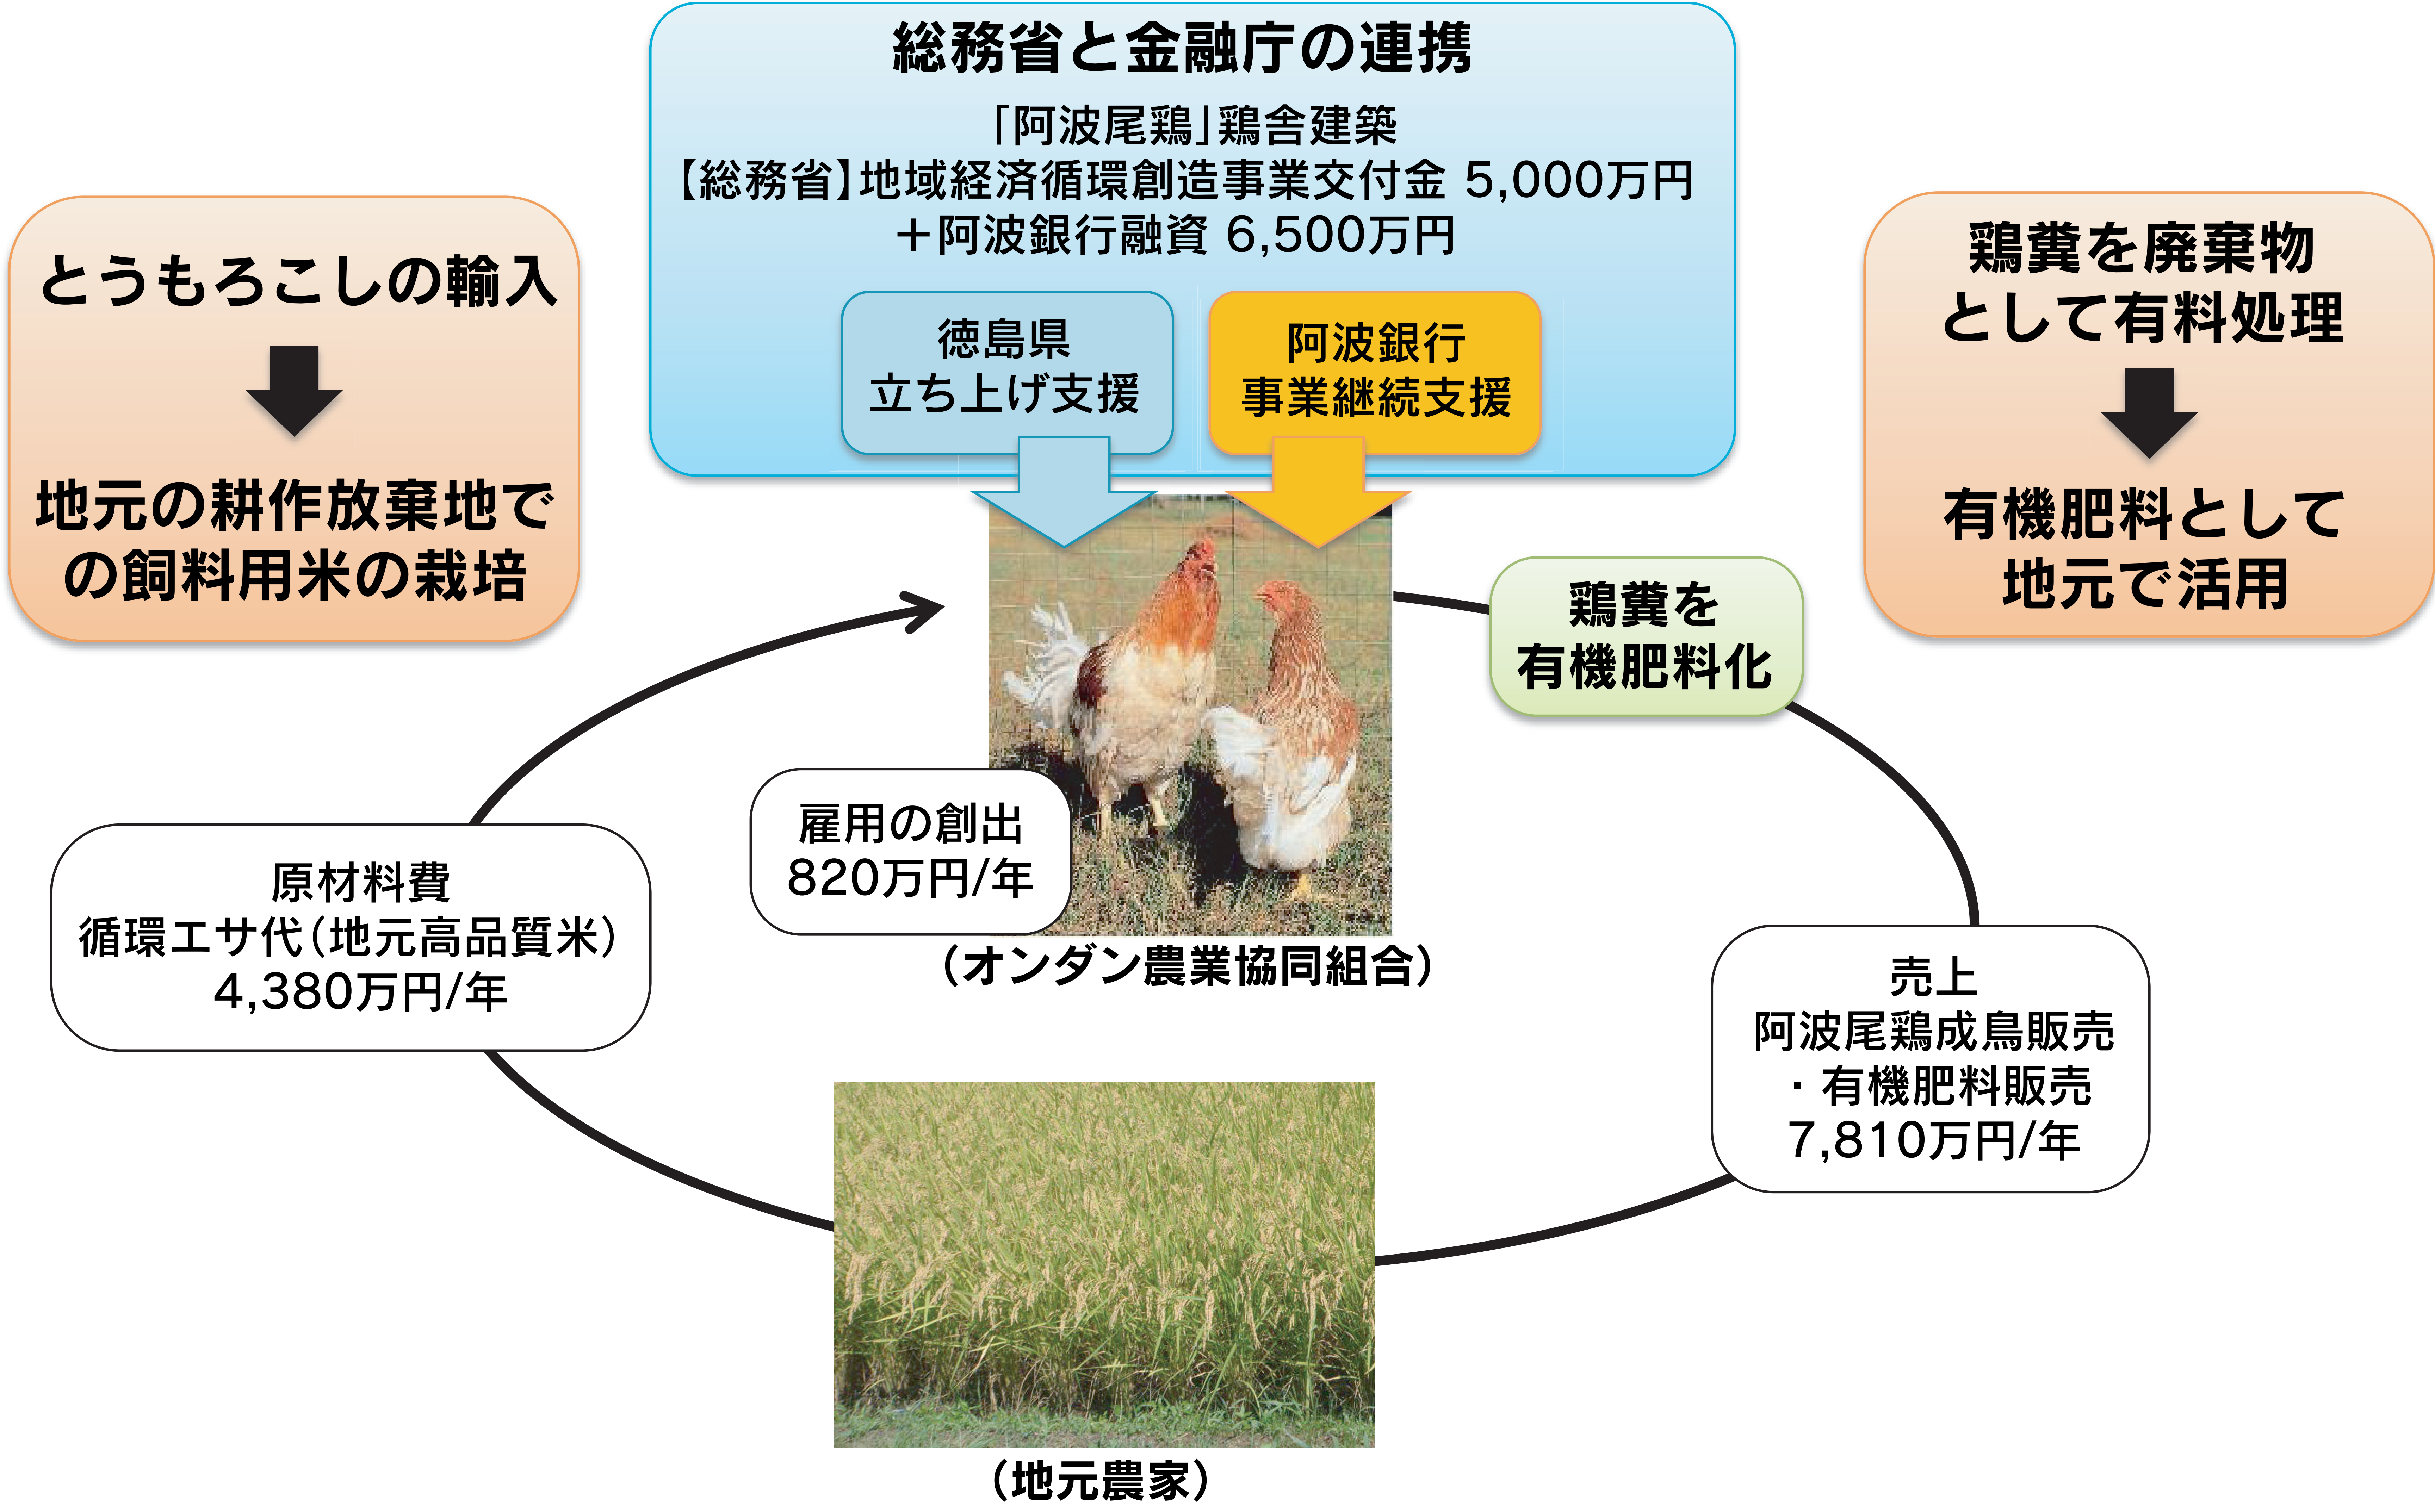 総務省と金融庁の連携
「阿波尾鶏」鶏舎建築
【総務省】地域経済循環創造事業交付金 5,000万円
＋阿波銀行融資 6,500万円
徳島県
立ち上げ支援
阿波銀行
事業継続支援
とうもろこしの輸入
地元の耕作放棄地で
の飼料用米の栽培
鶏糞を廃棄物
として有料処理
有機肥料として
地元で活用
鶏糞を
有機肥料化
雇用の創出
820万円/年
（オンダン農業協同組合）
原材料費
循環エサ代（地元高品質米）
4,380万円/年
売上
阿波尾鶏成鳥販売
・有機肥料販売
7,810万円/年
（地元農家）